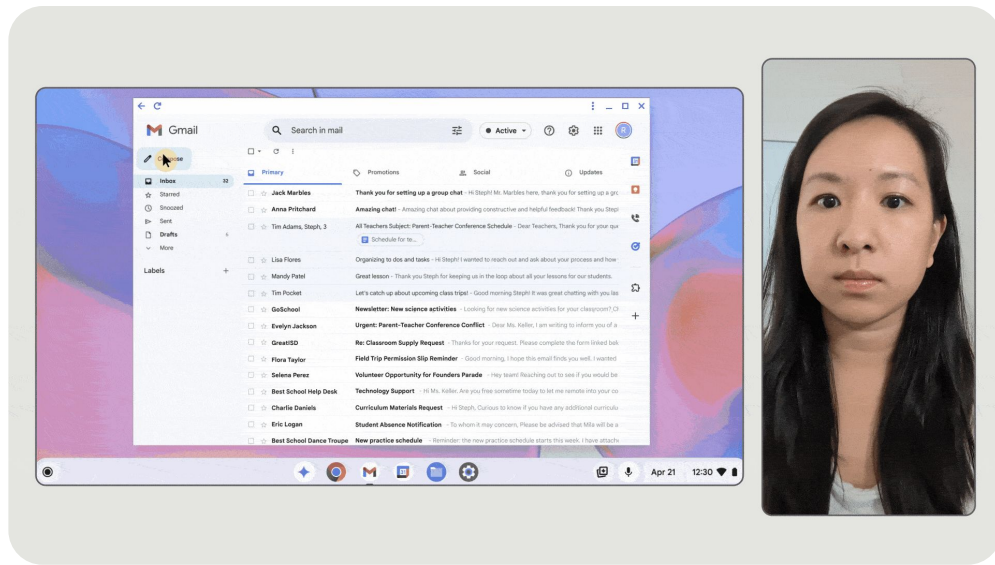 Gmail
Search in mail
Active
R
Compose
Inbox 32
Starred
Snoozed
Sent
Drafts
More
Labels
Primary Promotions Social Updates
Jack Marbles Thank you for setting up a group chat - Hi Steph! Mr. Marbles here, thank you for setting up a gro
Anna Pritchard Amazing chat! - Amazing chat about providing constructive and helpful feedback! Thank you Step
Tim Adams, Steph, 3 All Teachers Subject: Parent-Teacher Conference Schedule - Dear Teachers, Thank you for your que
Schedule for te...
Lisa Flores Organizing to dos and tasks - Hi Steph! I wanted to reach out and ask about your process and how
Mandy Patel Great lesson - Thank you Steph for keeping us in the loop about all your lessons for our students.
Tim Pocket Let's catch up about upcoming class trips! - Good morning Steph! It was great chatting with you las
GoSchool Newsletter: New science activities - Looking for new science activities for your classroom?
Evelyn Jackson Urgent: Parent-Teacher Conference Conflict - Dear Ms. Keller, I am writing to inform you of a
GreatISD Re: Classroom Supply Request - Thanks for your request. Please complete the form linked bel
Flora Taylor Field Trip Permission Slip Reminder - Good morning, I hope this email finds you well. I wanted
Selena Perez Volunteer Opportunity for Founders Parade - Hey team! Reaching out to see if you would be
Best School Help Desk Technology Support - Hi Ms. Keller, Are you free sometime today to let me remote into your co
Charlie Daniels Curriculum Materials Request - Hi Steph, Curious to know if you have any additional curriculu
Eric Logan Student Absence Notification - To whom it may concern, Please be advised that Mila will be a
Best School Dance Troupe New practice schedule - Reminder: the new practice schedule starts this week. I have attach
Apr 21 12:30